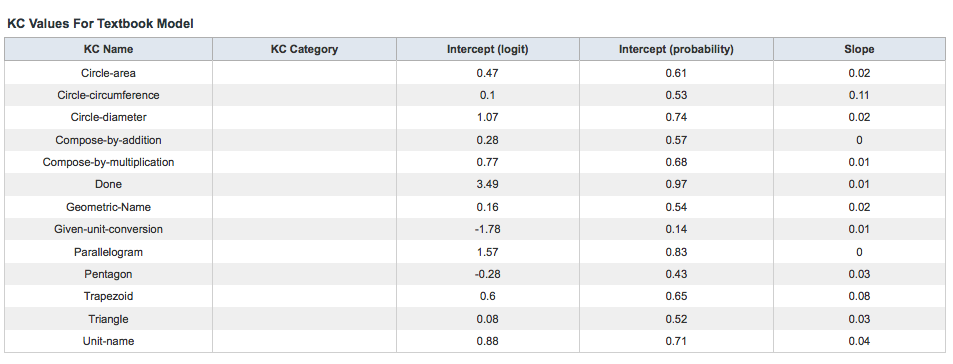 KC Values For Textbook Model
KC Name KC Category Intercept (logit) Intercept (probability) Slope
Circle-area 0.47 0.61 0.02
Circle-circumference 0.1 0.53 0.11
Circle-diameter 1.07 0.74 0.02
Compose-by-addition 0.28 0.57 0
Compose-by-multiplication 0.77 0.68 0.01
Done 3.49 0.97 0.01
Geometric-Name 0.16 0.54 0.02
Given-unit-conversion -1.78 0.14 0.01
Parallelogram 1.57 0.83 0
Pentagon -0.28 0.43 0.03
Trapezoid 0.6 0.65 0.08
Triangle 0.08 0.52 0.03
Unit-name 0.88 0.71 0.04